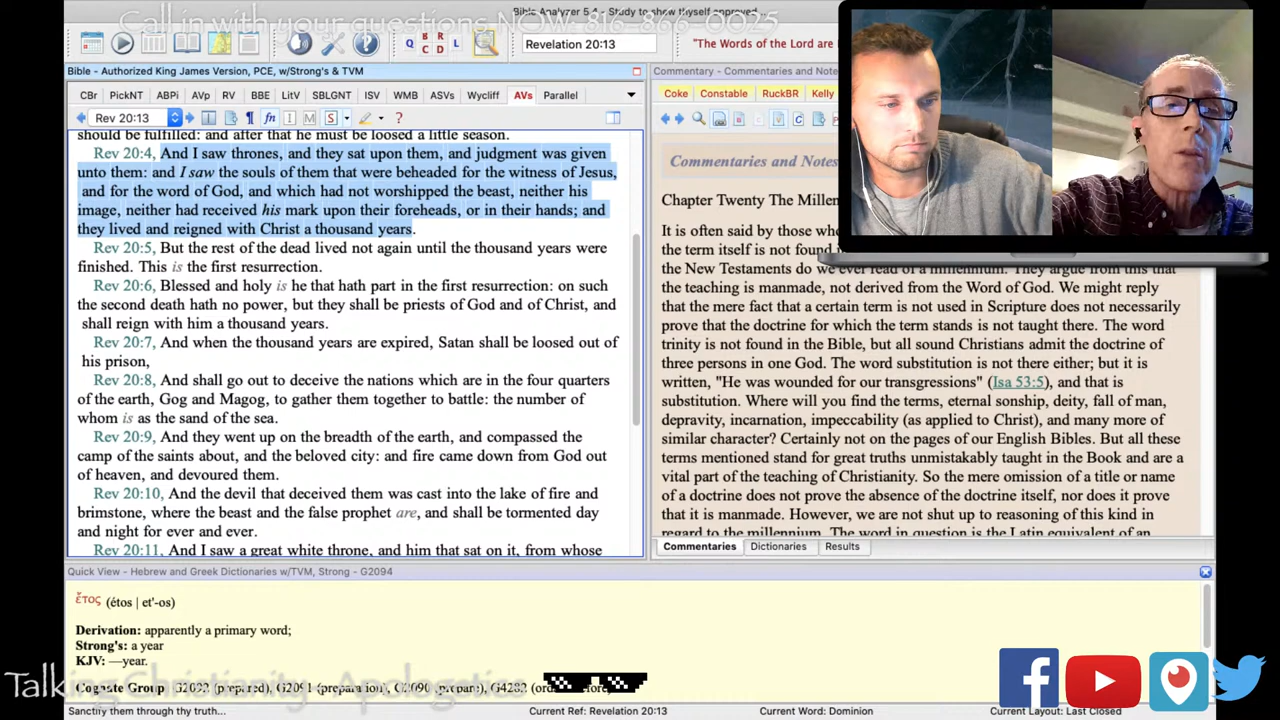 Call in with your questions NOW: 816-866-0025
Bible Analyzer 5.4 - Study to shew thyself approved
Q B C R D L
Revelation 20:13
"The Words of the Lord are
Bible - Authorized King James Version, PCE, w/Strong's & TVM
CBr PickNT ABPi AVp RV BBE LitV SBLGNT ISV WMB ASVs Wycliff AVs Parallel
Rev 20:13
should be fulfilled: and after that he must be loosed a little season.
Rev 20:4, And I saw thrones, and they sat upon them, and judgment was given
unto them: and I saw the souls of them that were beheaded for the witness of Jesus,
and for the word of God, and which had not worshipped the beast, neither his
image, neither had received his mark upon their foreheads, or in their hands; and
they lived and reigned with Christ a thousand years.
Rev 20:5, But the rest of the dead lived not again until the thousand years were
finished. This is the first resurrection.
Rev 20:6, Blessed and holy is he that hath part in the first resurrection: on such
the second death hath no power, but they shall be priests of God and of Christ, and
shall reign with him a thousand years.
Rev 20:7, And when the thousand years are expired, Satan shall be loosed out of
his prison,
Rev 20:8, And shall go out to deceive the nations which are in the four quarters
of the earth, Gog and Magog, to gather them together to battle: the number of
whom is as the sand of the sea.
Rev 20:9, And they went up on the breadth of the earth, and compassed the
camp of the saints about, and the beloved city: and fire came down from God out
of heaven, and devoured them.
Rev 20:10, And the devil that deceived them was cast into the lake of fire and
brimstone, where the beast and the false prophet are, and shall be tormented day
and night for ever and ever.
Rev 20:11, And I saw a great white throne, and him that sat on it, from whose
Commentary - Commentaries and Notes
Coke Constable RuckBR Kelly
Commentaries and Notes
Chapter Twenty The Millen
It is often said by those who
the term itself is not found i
the New Testaments do we ever read of a millennium. They argue from this that
the teaching is manmade, not derived from the Word of God. We might reply
that the mere fact that a certain term is not used in Scripture does not necessarily
prove that the doctrine for which the term stands is not taught there. The word
trinity is not found in the Bible, but all sound Christians admit the doctrine of
three persons in one God. The word substitution is not there either; but it is
written, "He was wounded for our transgressions" (Isa 53:5), and that is
substitution. Where will you find the terms, eternal sonship, deity, fall of man,
depravity, incarnation, impeccability (as applied to Christ), and many more of
similar character? Certainly not on the pages of our English Bibles. But all these
terms mentioned stand for great truths unmistakably taught in the Book and are a
vital part of the teaching of Christianity. So the mere omission of a title or name
of a doctrine does not prove the absence of the doctrine itself, nor does it prove
that it is manmade. However, we are not shut up to reasoning of this kind in
regard to the millennium. The word in question is the Latin equivalent of an
Commentaries Dictionaries Results
Quick View - Hebrew and Greek Dictionaries w/TVM, Strong - G2094
ἔτος (étos | et'-os)
Derivation: apparently a primary word;
Strong's: a year
KJV: —year.
Cognate Group G2092 (prepared), G2091 (preparation), G2090 (prepare), G4282
Talking Christianity Apologetics
Sanctify them through thy truth... Current Ref: Revelation 20:13 Current Word: Dominion Current Layout: Last Closed